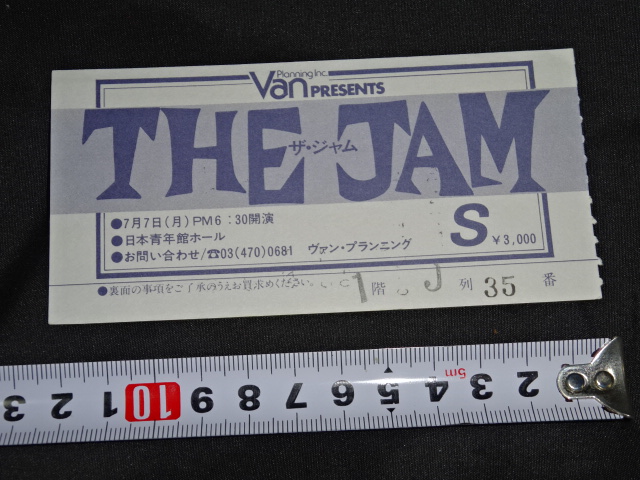 Planning Inc.
Van PRESENTS
THE JAM
ザ・ジャム
●7月7日(月)PM6:30開演
●日本青年館ホール
●お問い合わせ/☎03(470)0681 ヴァン・プランニング
S
¥3,000
●裏面の事項をご了承のうえお買求めください。
1階 J列 35番
3 2 1 10 9 8 7 6 5 4 3 2
5m